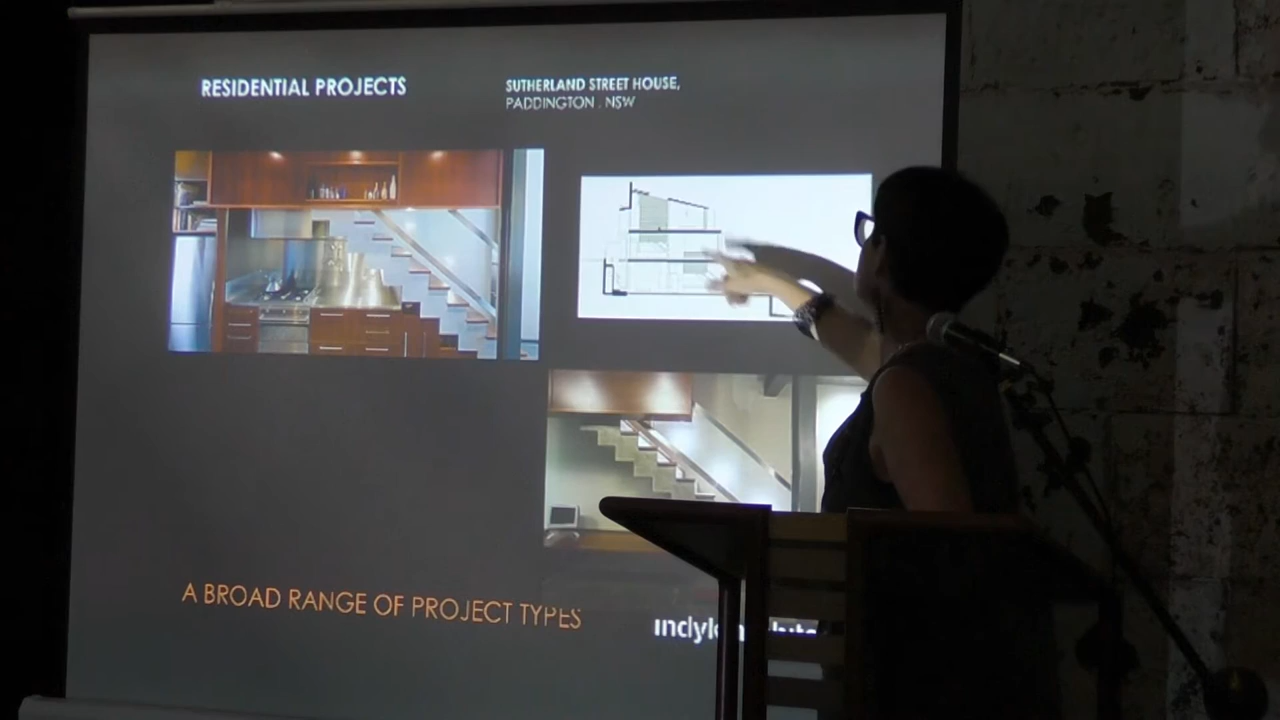 RESIDENTIAL PROJECTS
SUTHERLAND STREET HOUSE,
PADDINGTON . NSW
A BROAD RANGE OF PROJECT TYPES